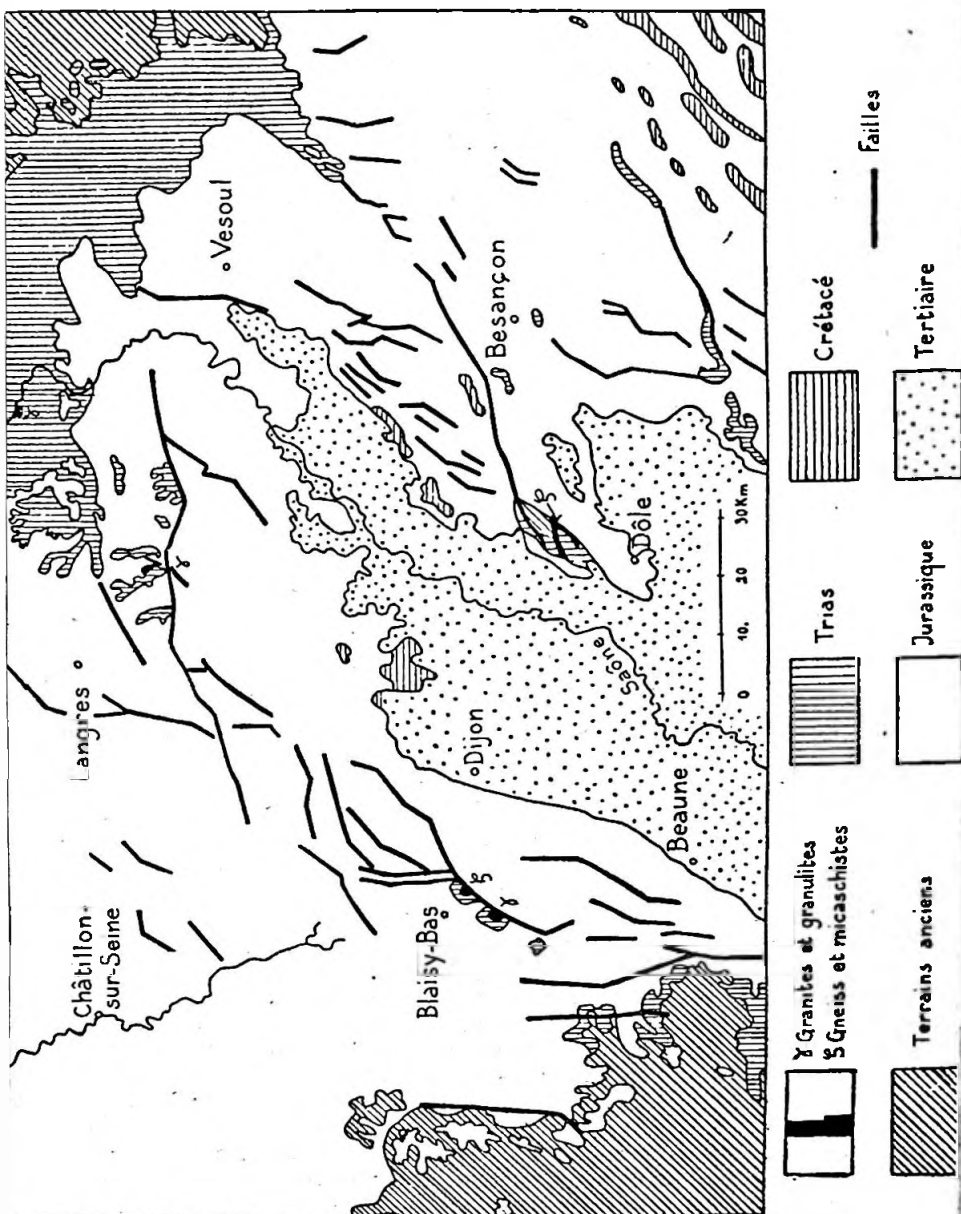 Châtillon-
sur-Seine
Langres
Vesoul
Blaisy-Bas
Dijon
Besançon
Beaune
Saône
Dôle
ζ
γ
γ
ζ
0 10. 20 30 Km
γ Granites et granulites
ζ Gneiss et micaschistes
Trias
Crétacé
Failles
Terrains anciens
Jurassique
Tertiaire